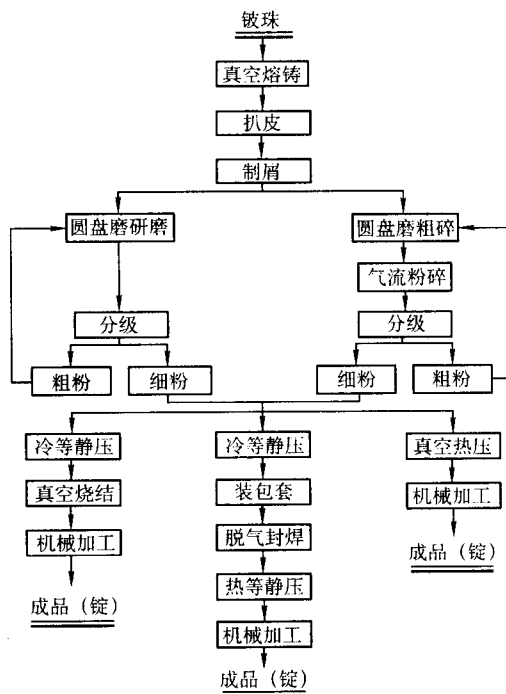 铍珠
真空熔铸
扒皮
制屑
圆盘磨研磨
圆盘磨粗碎
气流粉碎
分级
分级
粗粉
细粉
细粉
粗粉
冷等静压
冷等静压
真空热压
真空烧结
装包套
机械加工
机械加工
脱气封焊
成品(锭)
热等静压
成品(锭)
机械加工
成品(锭)